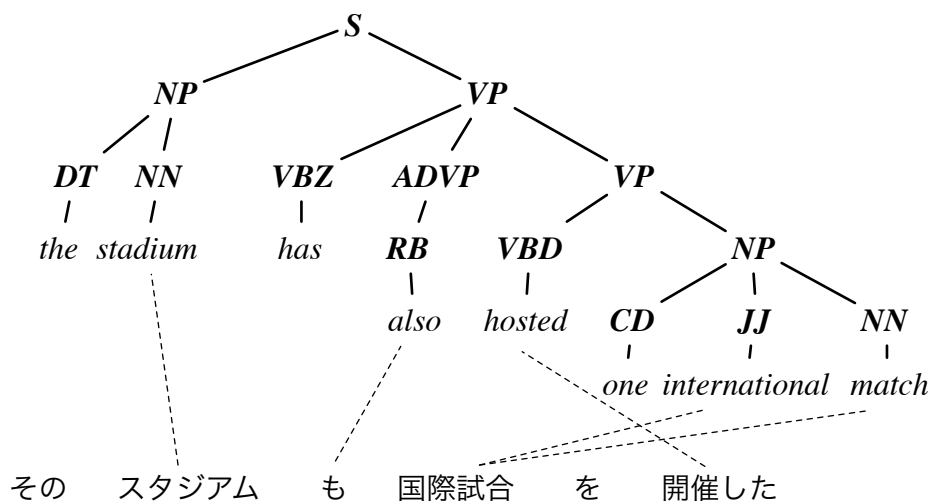 S
NP VP
DT NN VBZ ADVP VP
the stadium has RB VBD NP
also hosted CD JJ NN
one international match
その スタジアム も 国際試合 を 開催した